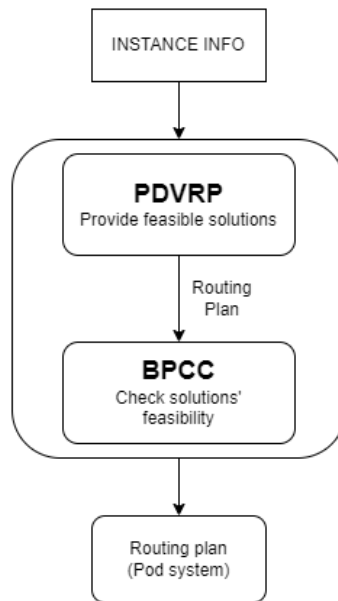 INSTANCE INFO
PDVRP
Provide feasible solutions
Routing
Plan
BPCC
Check solutions'
feasibility
Routing plan
(Pod system)